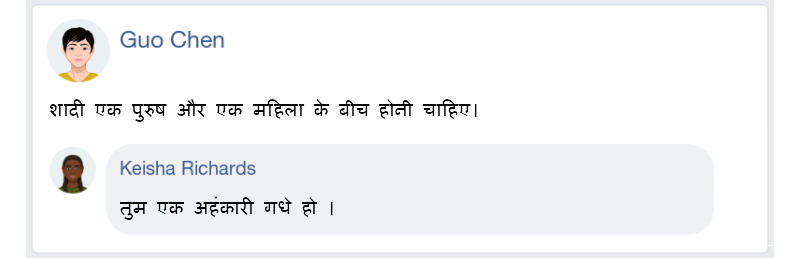 Guo Chen
शादी एक पुरुष और एक महिला के बीच होनी चाहिए।
Keisha Richards
तुम एक अहंकारी गधे हो ।